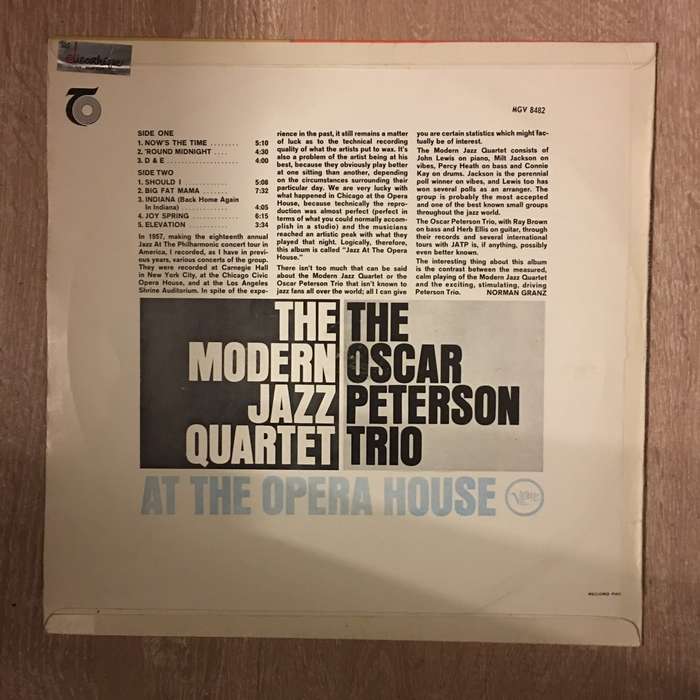 MGV 8482
SIDE ONE
1. NOW'S THE TIME ........ 5:10
2. 'ROUND MIDNIGHT .... 4:30
3. D & E ................ 4:00
SIDE TWO
1. SHOULD I ............. 5:08
2. BIG FAT MAMA ........ 7:32
3. INDIANA (Back Home Again
In Indiana) ............ 4:05
4. JOY SPRING ........... 6:15
5. ELEVATION ............ 3:34
In 1957, making the eighteenth annual
Jazz At The Philharmonic concert tour in
America, I recorded, as I have in previ-
ous years, various concerts of the group.
They were recorded at Carnegie Hall
in New York City, at the Chicago Civic
Opera House, and at the Los Angeles
Shrine Auditorium. In spite of the expe-
rience in the past, it still remains a matter
of luck as to the technical recording
quality of what the artists put to wax. It's
also a problem of the artist being at his
best, because they obviously play better
at one sitting than another, depending
on the circumstances surrounding their
particular day. We are very lucky with
what happened in Chicago at the Opera
House, because technically the repro-
duction was almost perfect (perfect in
terms of what you could normally accom-
plish in a studio) and the musicians
reached an artistic peak with what they
played that night. Logically, therefore,
this album is called "Jazz At The Opera
House."
There isn't too much that can be said
about the Modern Jazz Quartet or the
Oscar Peterson Trio that isn't known to
jazz fans all over the world; all I can give
you are certain statistics which might fac-
tually be of interest.
The Modern Jazz Quartet consists of
John Lewis on piano, Milt Jackson on
vibes, Percy Heath on bass and Connie
Kay on drums. Jackson is the perennial
poll winner on vibes, and Lewis too has
won several polls as an arranger. The
group is probably the most accepted
and one of the best known small groups
throughout the jazz world.
The Oscar Peterson Trio, with Ray Brown
on bass and Herb Ellis on guitar, through
their records and several international
tours with JATP is, if anything, possibly
even better known.
The interesting thing about this album
is the contrast between the measured,
calm playing of the Modern Jazz Quartet
and the exciting, stimulating, driving
Peterson Trio. NORMAN GRANZ
THE
MODERN
JAZZ
QUARTET
THE
OSCAR
PETERSON
TRIO
AT THE OPERA HOUSE
Verve
RECORD PAC